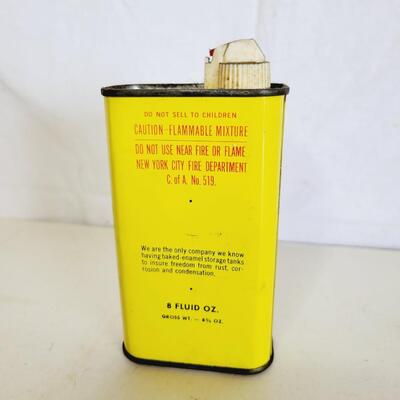 DO NOT SELL TO CHILDREN
CAUTION-FLAMMABLE MIXTURE
DO NOT USE NEAR FIRE OR FLAME
NEW YORK CITY FIRE DEPARTMENT
C. of A. No. 519.
We are the only company we know
having baked-enamel storage tanks
to insure freedom from rust, cor-
rosion and condensation.
8 FLUID OZ.
GROSS WT. — 8¾ OZ.